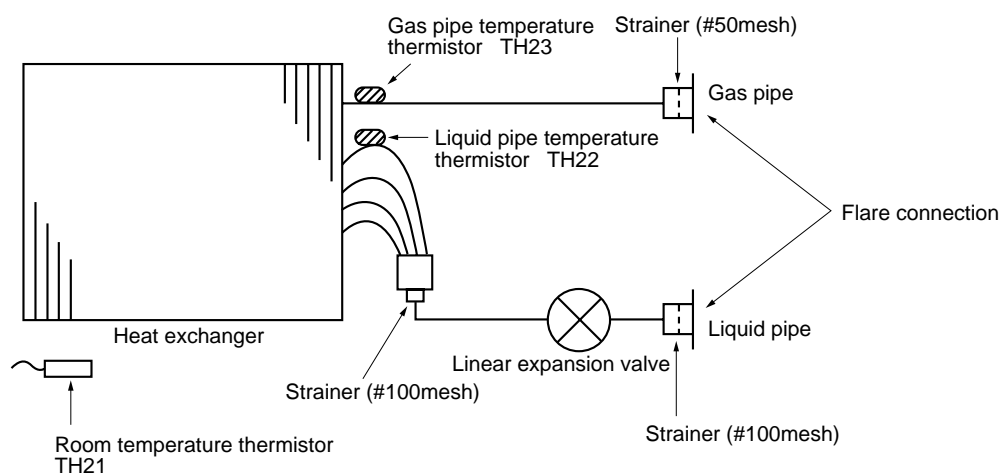 Gas pipe temperature
thermistor TH23
Strainer (#50mesh)
Gas pipe
Liquid pipe temperature
thermistor TH22
Flare connection
Heat exchanger
Liquid pipe
Linear expansion valve
Strainer (#100mesh)
Strainer (#100mesh)
Room temperature thermistor
TH21